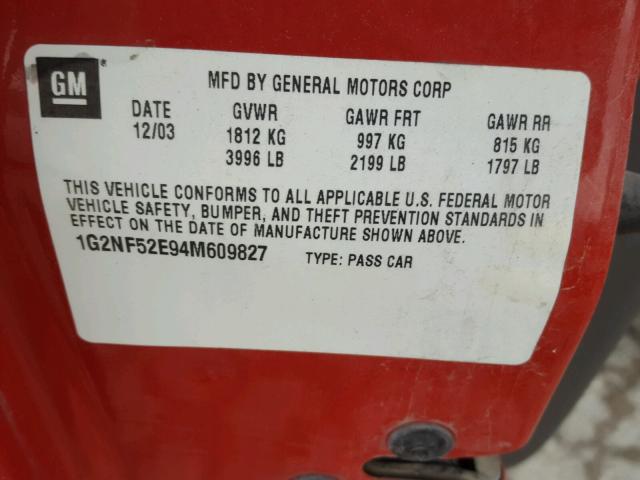 GM ®
MFD BY GENERAL MOTORS CORP
DATE GVWR GAWR FRT GAWR RR
12/03 1812 KG 997 KG 815 KG
3996 LB 2199 LB 1797 LB
THIS VEHICLE CONFORMS TO ALL APPLICABLE U.S. FEDERAL MOTOR
VEHICLE SAFETY, BUMPER, AND THEFT PREVENTION STANDARDS IN
EFFECT ON THE DATE OF MANUFACTURE SHOWN ABOVE.
1G2NF52E94M609827 TYPE: PASS CAR